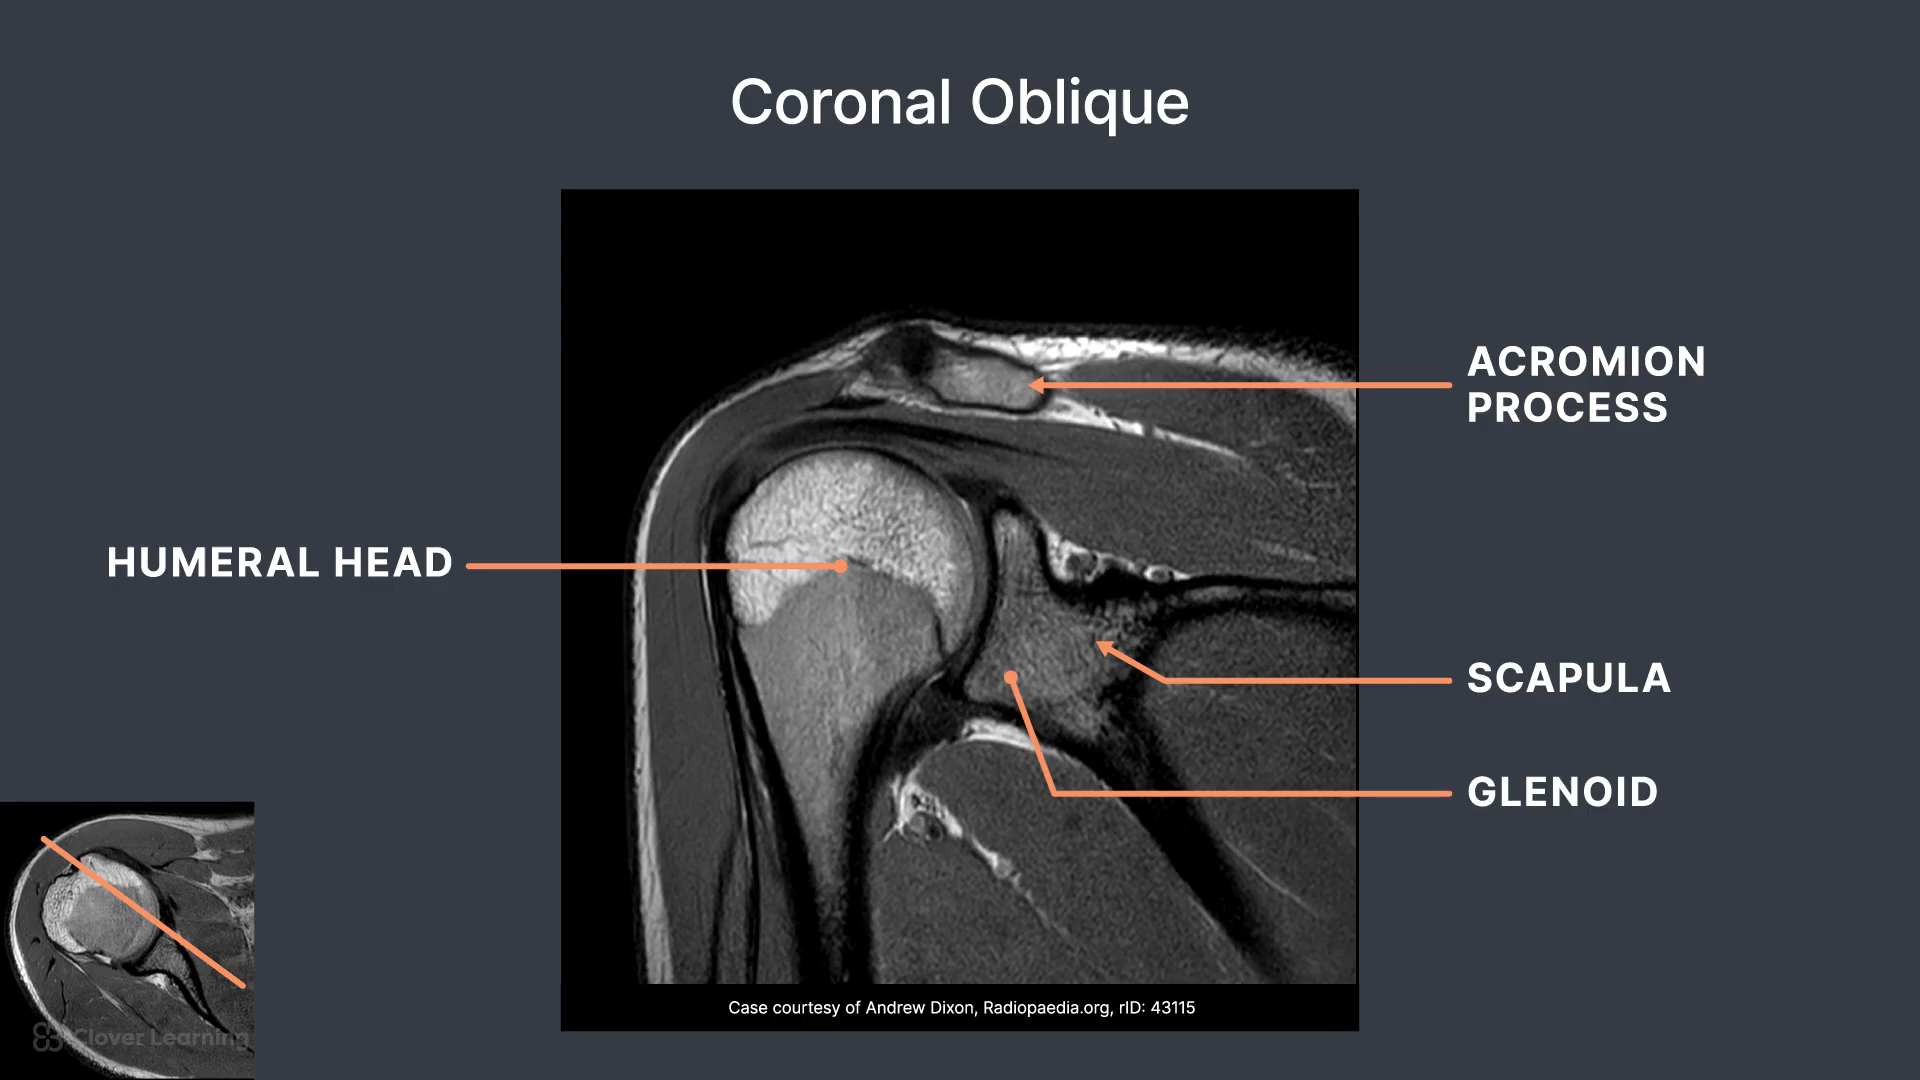 Coronal Oblique
ACROMION
PROCESS
HUMERAL HEAD
SCAPULA
GLENOID
Case courtesy of Andrew Dixon, Radiopaedia.org, rID: 43115
Clover Learning